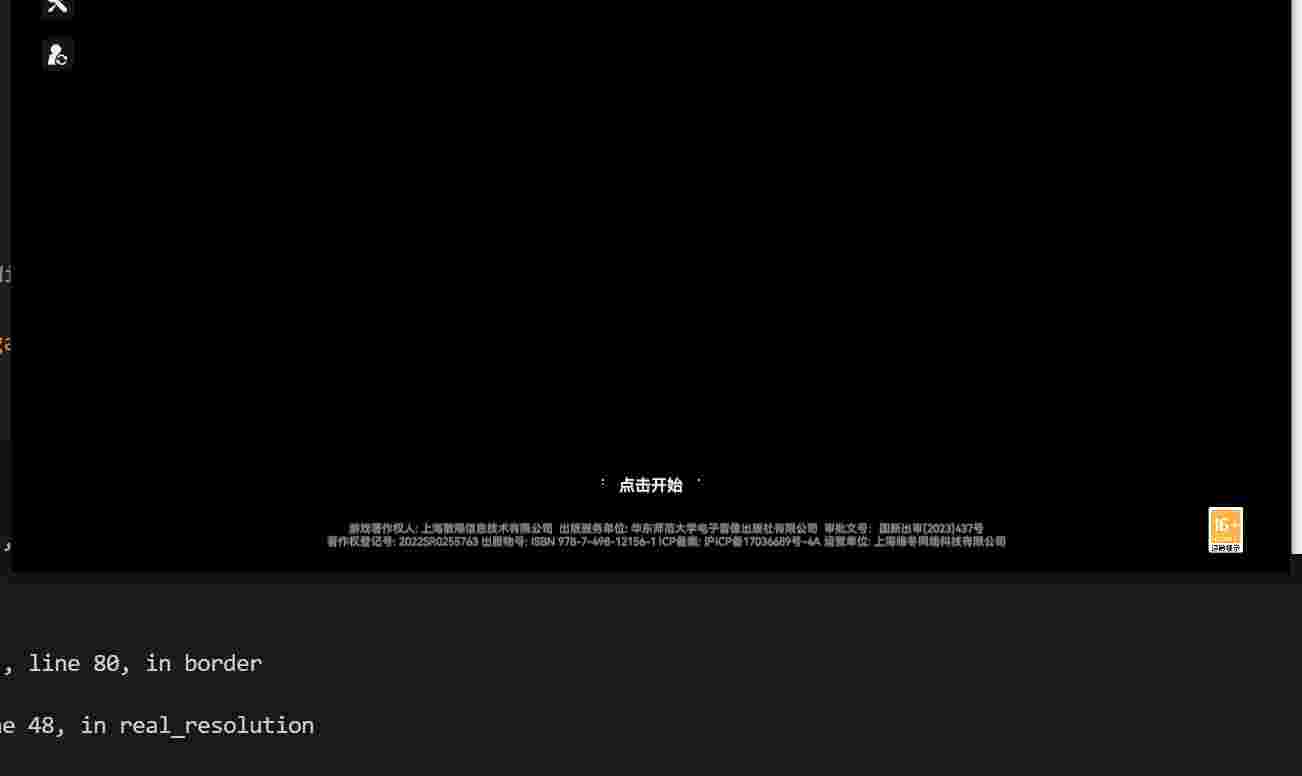 点击开始
游戏著作权人: 上海散爆信息技术有限公司 出版服务单位: 华东师范大学电子音像出版社有限公司 审批文号: 国新出审[2023]437号
著作权登记号: 2022SR0255763 出版物号: ISBN 978-7-498-12156-1 ICP备案: 沪ICP备17036689号-4A 运营单位: 上海 网络科技有限公司
16+
适龄提示
, line 80, in border
e 48, in real_resolution